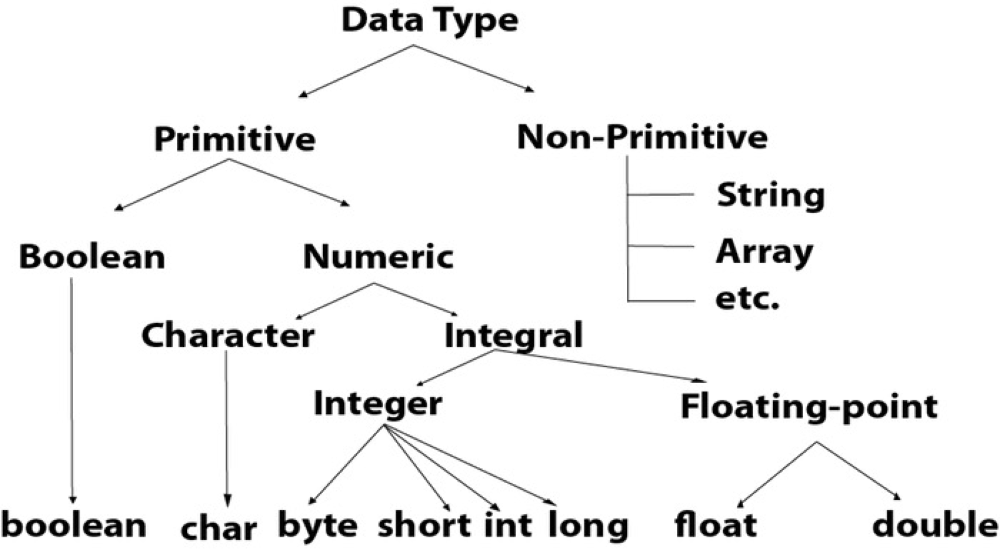 Data Type
Primitive
Non-Primitive
String
Array
etc.
Boolean
Numeric
Character
Integral
Integer
Floating-point
boolean
char
byte
short
int
long
float
double